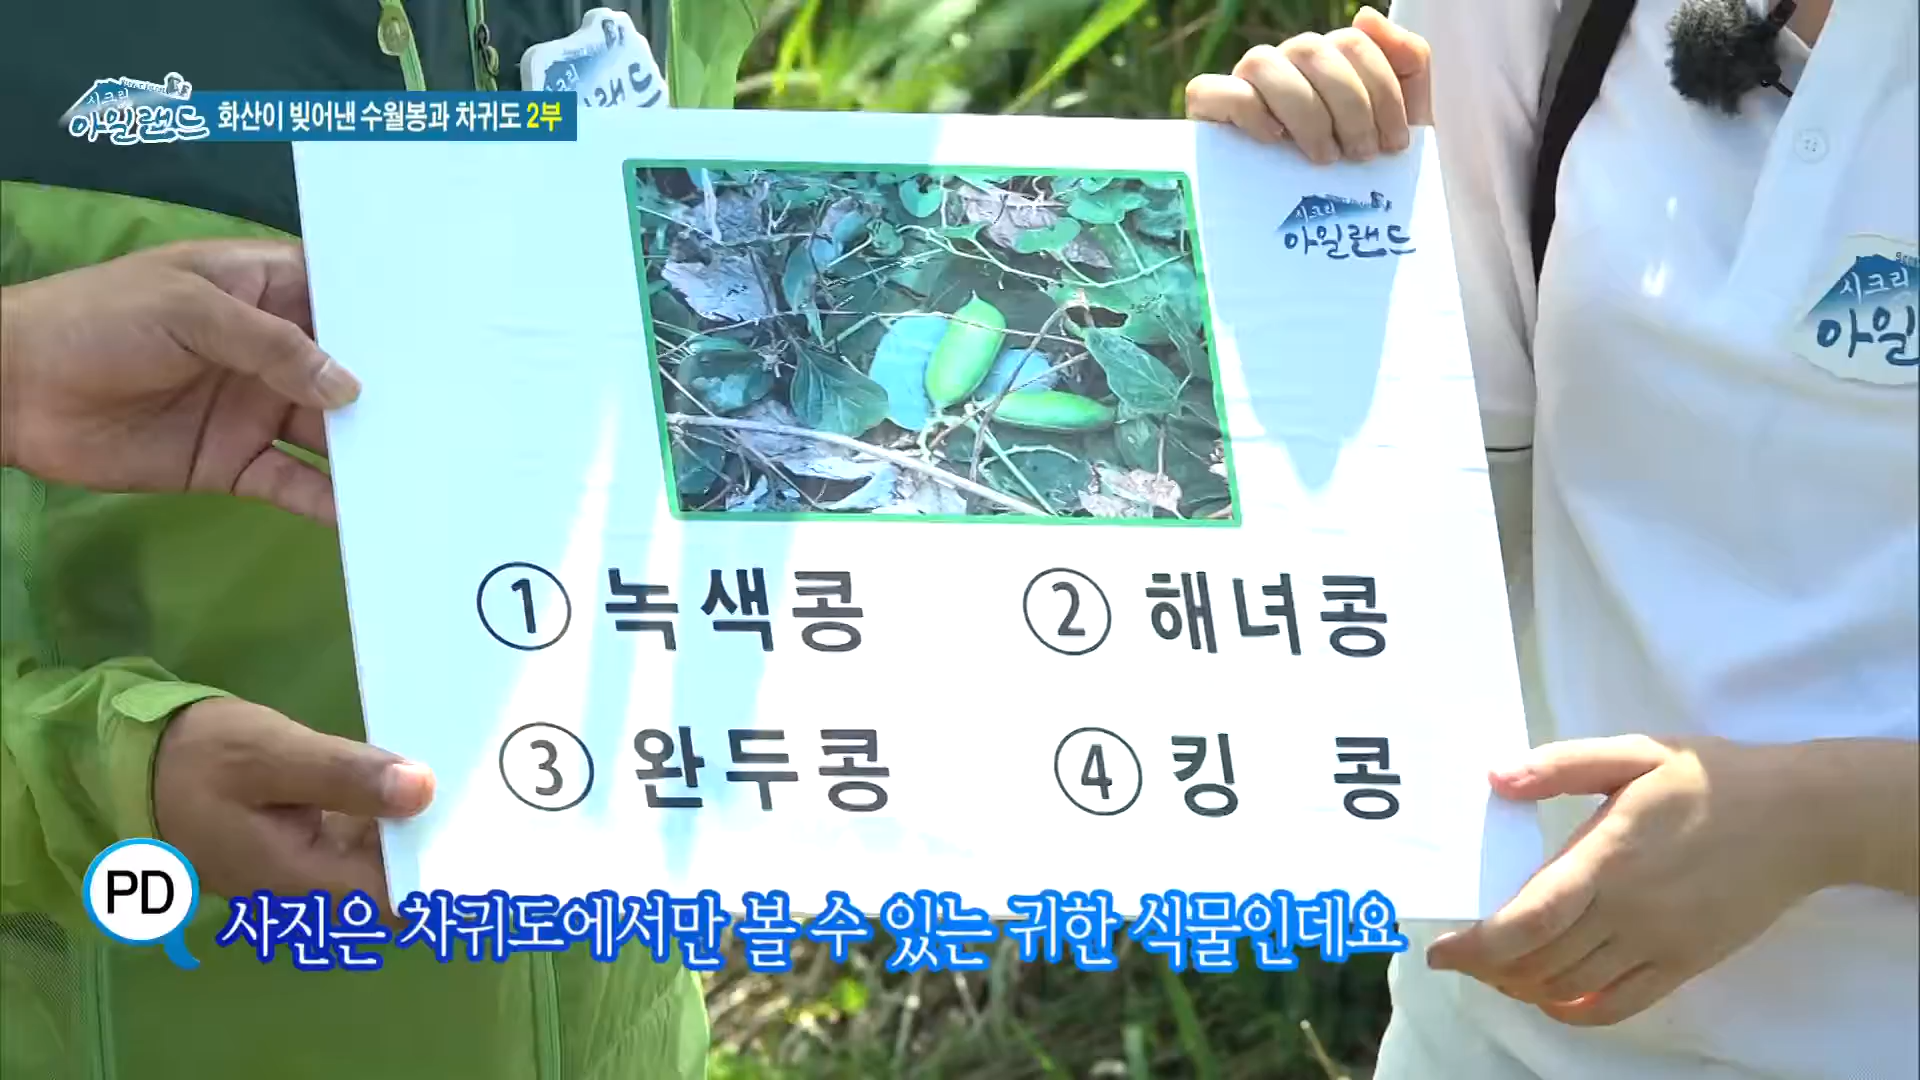 시크릿
아일랜드
화산이 빚어낸 수월봉과 차귀도 2부
시크릿
아일랜드
시크리
아일
① 녹색콩
② 해녀콩
③ 완두콩
④ 킹 콩
PD
사진은 차귀도에서만 볼 수 있는 귀한 식물인데요